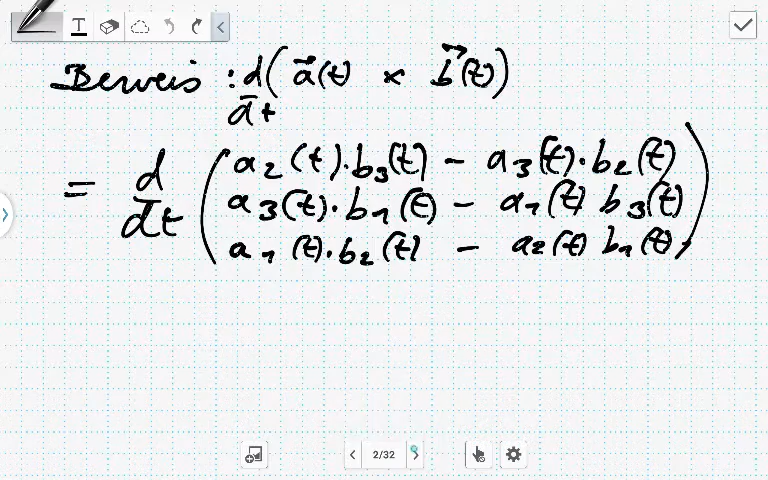 T
Beweis : d/dt ( a⃗(t) × b⃗(t) )
= d/dt ( a₂(t)·b₃(t) − a₃(t)·b₂(t)
a₃(t)·b₁(t) − a₁(t) b₃(t)
a₁(t)·b₂(t) − a₂(t) b₁(t) )
2/32